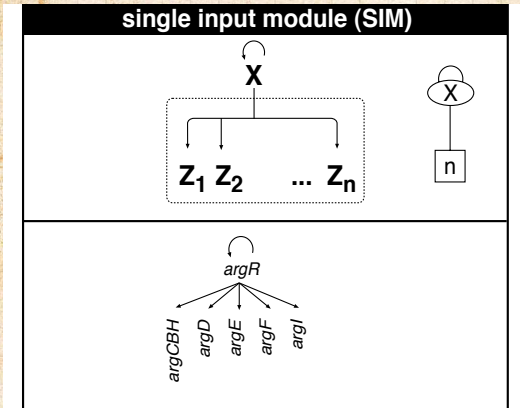 single input module (SIM)
X
Z1 Z2 ... Zn
X
n
argR
argCBH
argD
argE
argF
argI